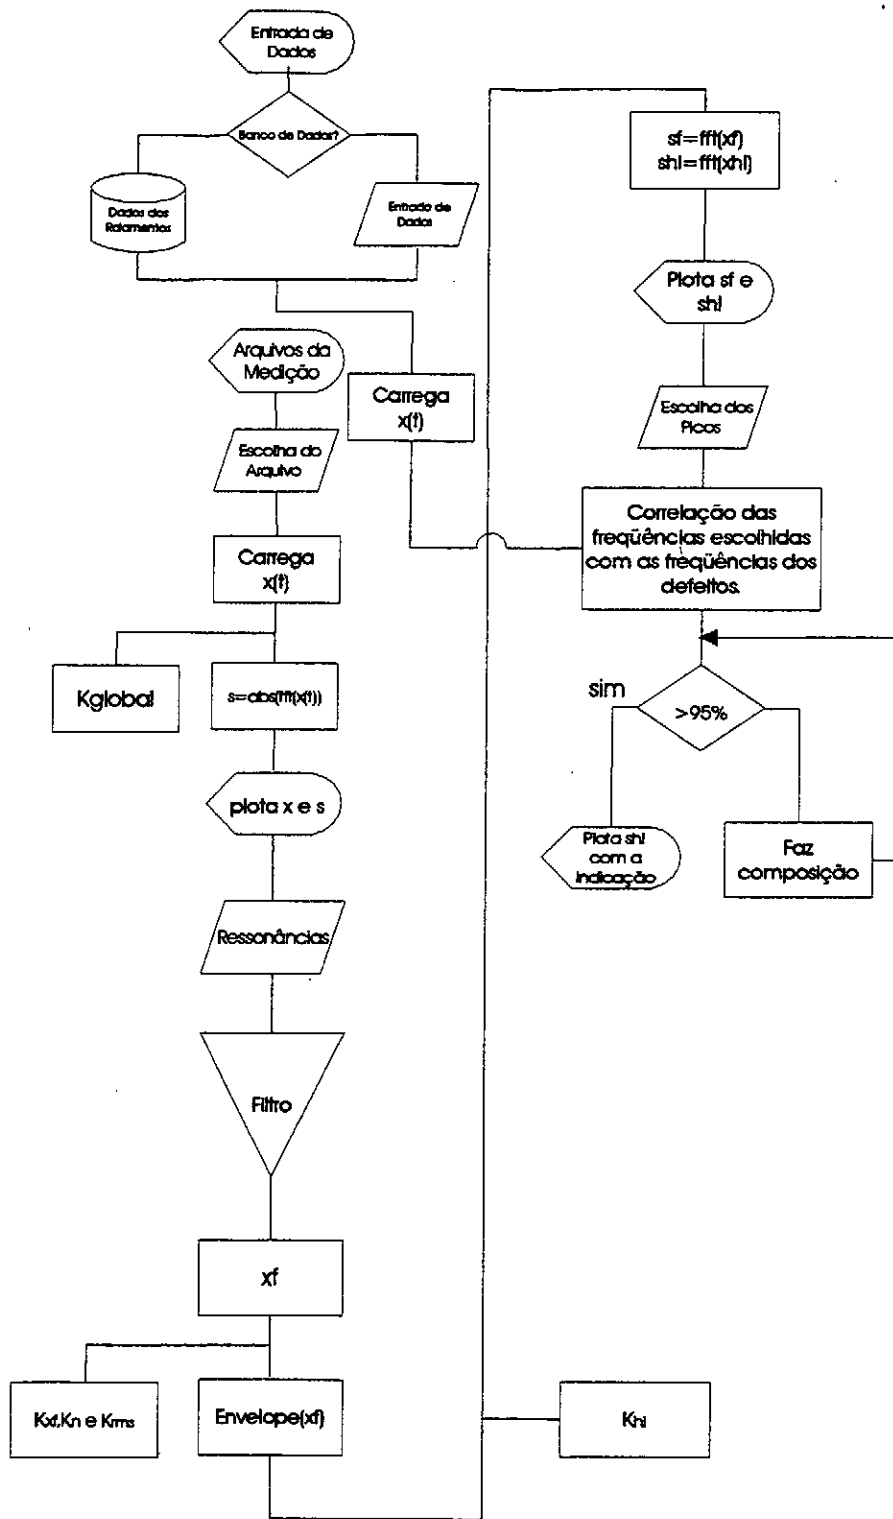 Entrada de
Dados
Banco de Dados?
Dados dos
Rolamentos
Entrada de
Dados
Arquivos da
Medição
Carrega
x(t)
Escolha do
Arquivo
Carrega
x(t)
Kglobal
s=abs(fft(x(t))
plota x e s
Ressonâncias
Filtro
xf
Kxf,Kn e Krms
Envelope(xf)
Khl
sf=fft(xf)
shl=fft(xhl)
Plota sf e
shl
Escolha dos
Picos
Correlação das
freqüências escolhidas
com as freqüências dos
defeitos.
sim
>95%
Plota shl
com a
indicação
Faz
composição